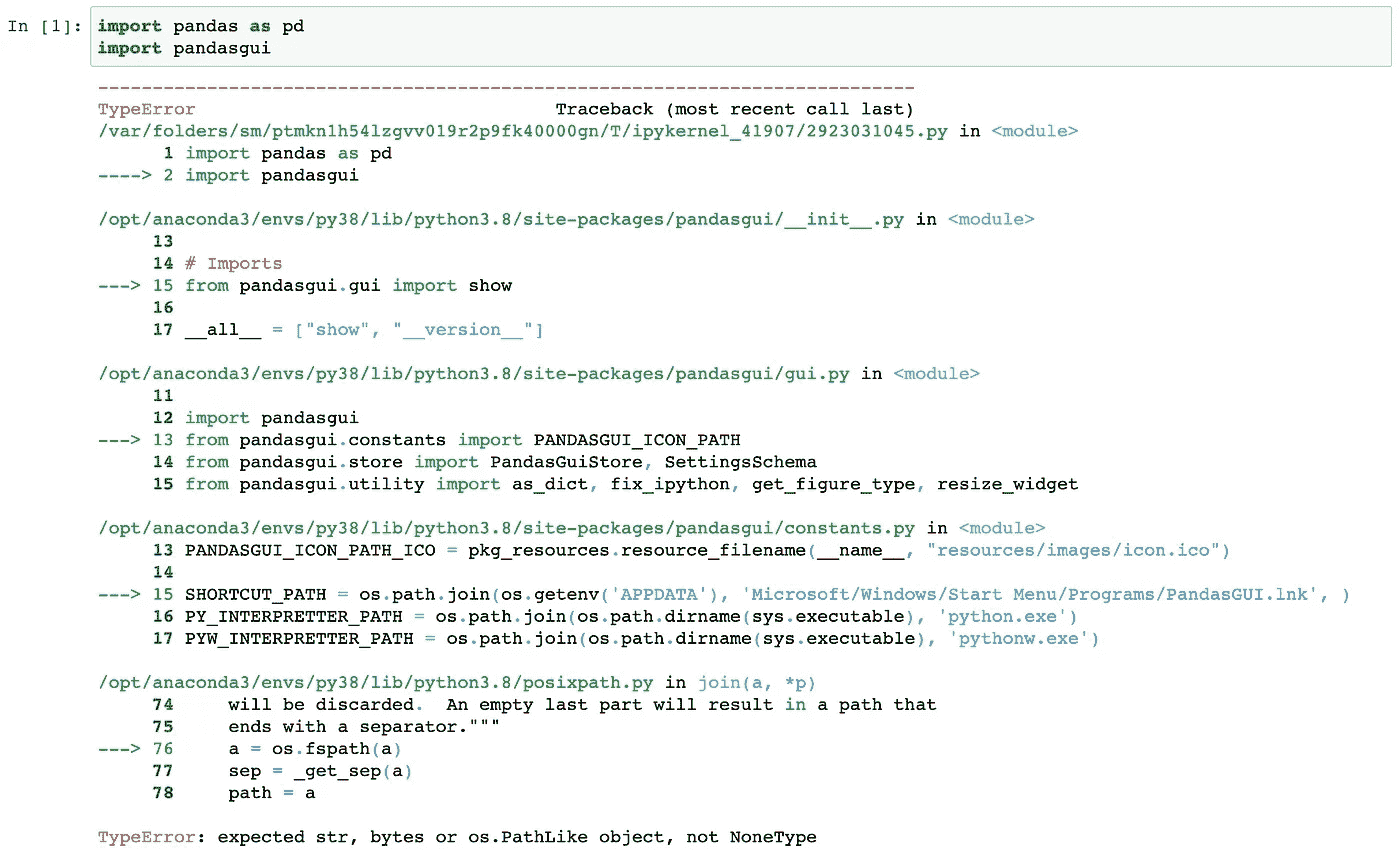 In [1]: import pandas as pd
import pandasgui
---------------------------------------------------------------------------
TypeError                                 Traceback (most recent call last)
/var/folders/sm/ptmkn1h54lzgvv019r2p9fk40000gn/T/ipykernel_41907/2923031045.py in <module>
      1 import pandas as pd
----> 2 import pandasgui

/opt/anaconda3/envs/py38/lib/python3.8/site-packages/pandasgui/__init__.py in <module>
     13
     14 # Imports
---> 15 from pandasgui.gui import show
     16
     17 __all__ = ["show", "__version__"]

/opt/anaconda3/envs/py38/lib/python3.8/site-packages/pandasgui/gui.py in <module>
     11
     12 import pandasgui
---> 13 from pandasgui.constants import PANDASGUI_ICON_PATH
     14 from pandasgui.store import PandasGuiStore, SettingsSchema
     15 from pandasgui.utility import as_dict, fix_ipython, get_figure_type, resize_widget

/opt/anaconda3/envs/py38/lib/python3.8/site-packages/pandasgui/constants.py in <module>
     13 PANDASGUI_ICON_PATH_ICO = pkg_resources.resource_filename(__name__, "resources/images/icon.ico")
     14
---> 15 SHORTCUT_PATH = os.path.join(os.getenv('APPDATA'), 'Microsoft/Windows/Start Menu/Programs/PandasGUI.lnk', )
     16 PY_INTERPRETTER_PATH = os.path.join(os.path.dirname(sys.executable), 'python.exe')
     17 PYW_INTERPRETTER_PATH = os.path.join(os.path.dirname(sys.executable), 'pythonw.exe')

/opt/anaconda3/envs/py38/lib/python3.8/posixpath.py in join(a, *p)
     74     will be discarded.  An empty last part will result in a path that
     75     ends with a separator."""
---> 76     a = os.fspath(a)
     77     sep = _get_sep(a)
     78     path = a

TypeError: expected str, bytes or os.PathLike object, not NoneType